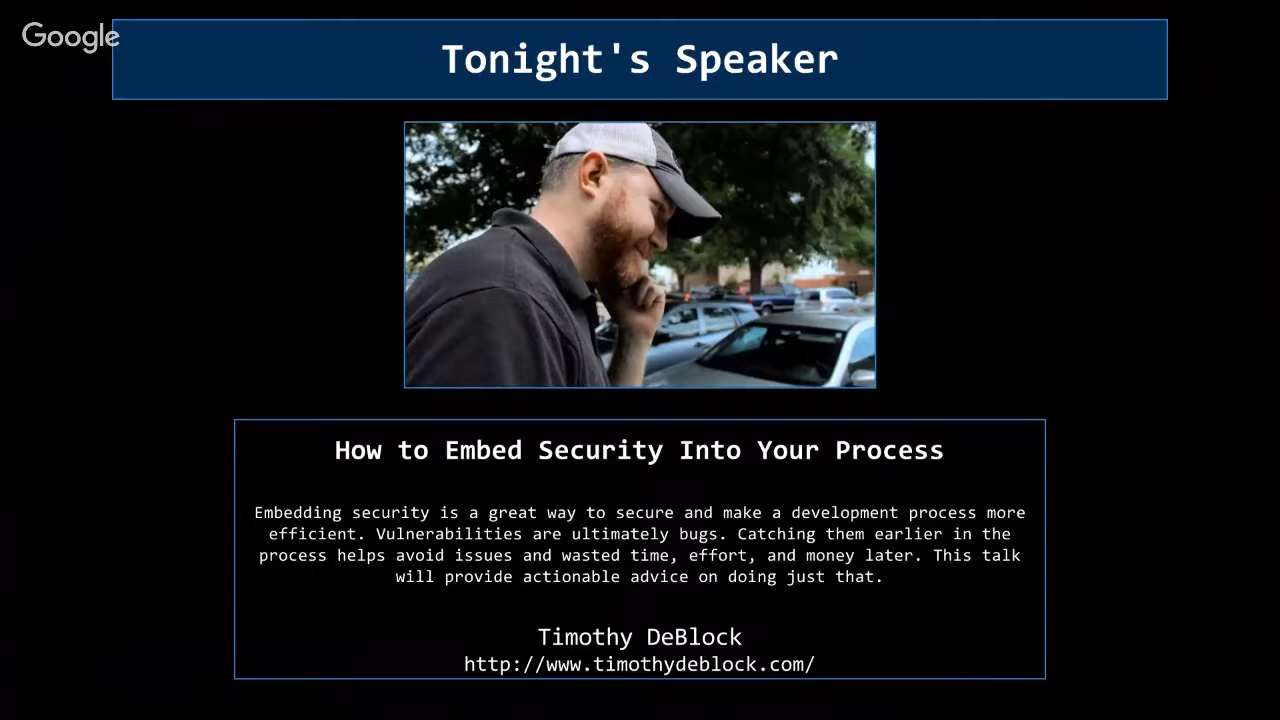 Google
Tonight's Speaker
How to Embed Security Into Your Process
Embedding security is a great way to secure and make a development process more
efficient. Vulnerabilities are ultimately bugs. Catching them earlier in the
process helps avoid issues and wasted time, effort, and money later. This talk
will provide actionable advice on doing just that.
Timothy DeBlock
http://www.timothydeblock.com/